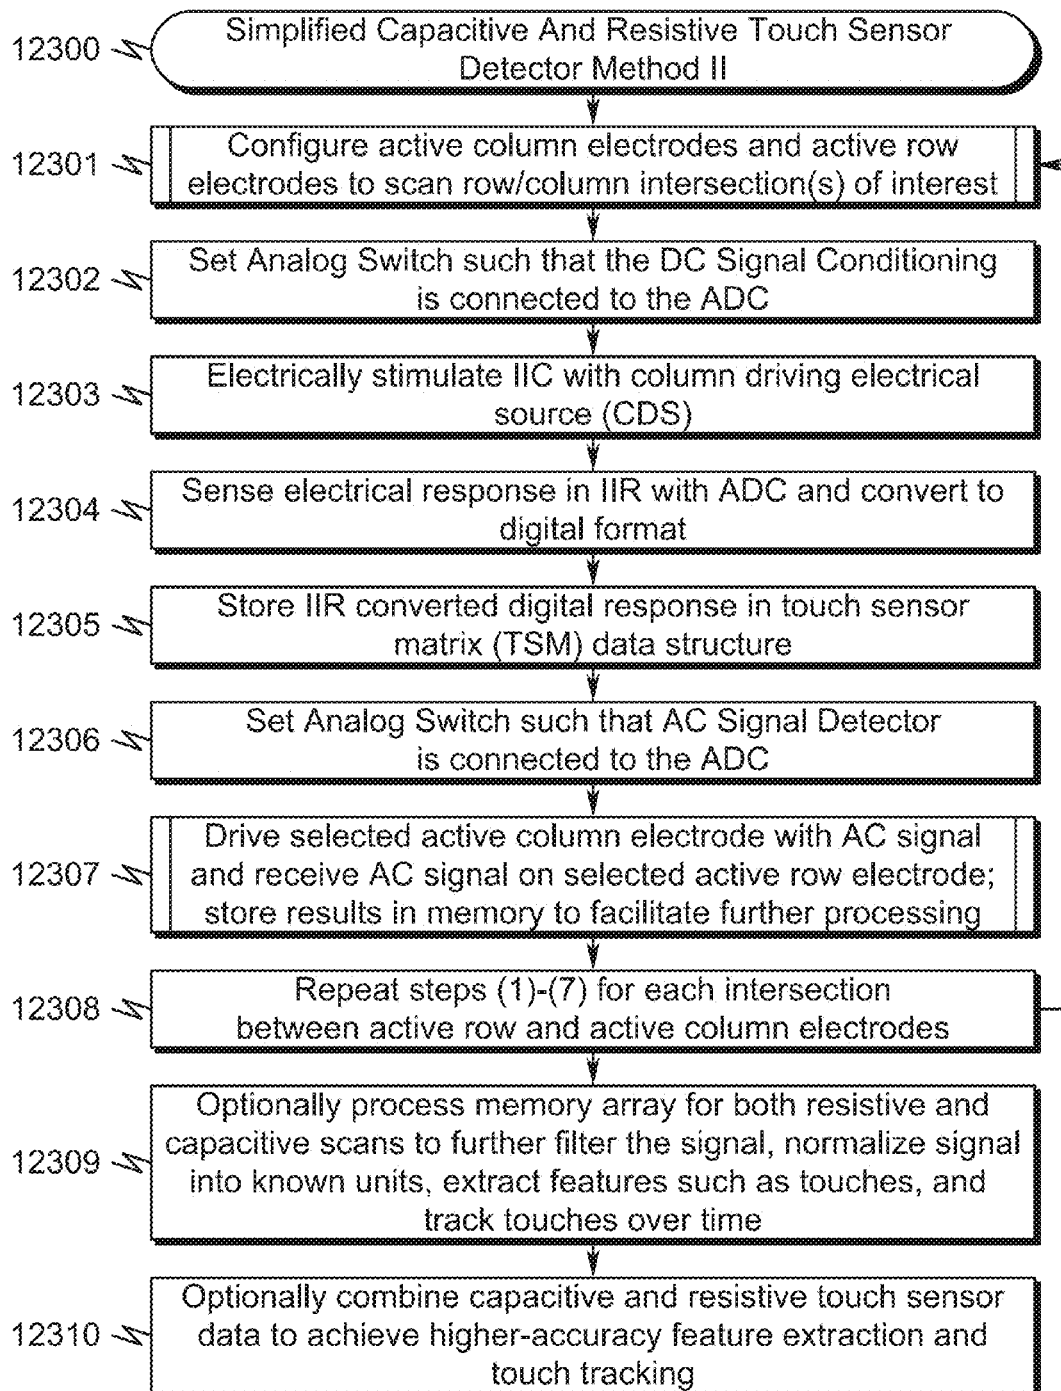 12300
Simplified Capacitive And Resistive Touch Sensor
Detector Method II
12301
Configure active column electrodes and active row
electrodes to scan row/column intersection(s) of interest
12302
Set Analog Switch such that the DC Signal Conditioning
is connected to the ADC
12303
Electrically stimulate IIC with column driving electrical
source (CDS)
12304
Sense electrical response in IIR with ADC and convert to
digital format
12305
Store IIR converted digital response in touch sensor
matrix (TSM) data structure
12306
Set Analog Switch such that AC Signal Detector
is connected to the ADC
12307
Drive selected active column electrode with AC signal
and receive AC signal on selected active row electrode;
store results in memory to facilitate further processing
12308
Repeat steps (1)-(7) for each intersection
between active row and active column electrodes
12309
Optionally process memory array for both resistive and
capacitive scans to further filter the signal, normalize signal
into known units, extract features such as touches, and
track touches over time
12310
Optionally combine capacitive and resistive touch sensor
data to achieve higher-accuracy feature extraction and
touch tracking